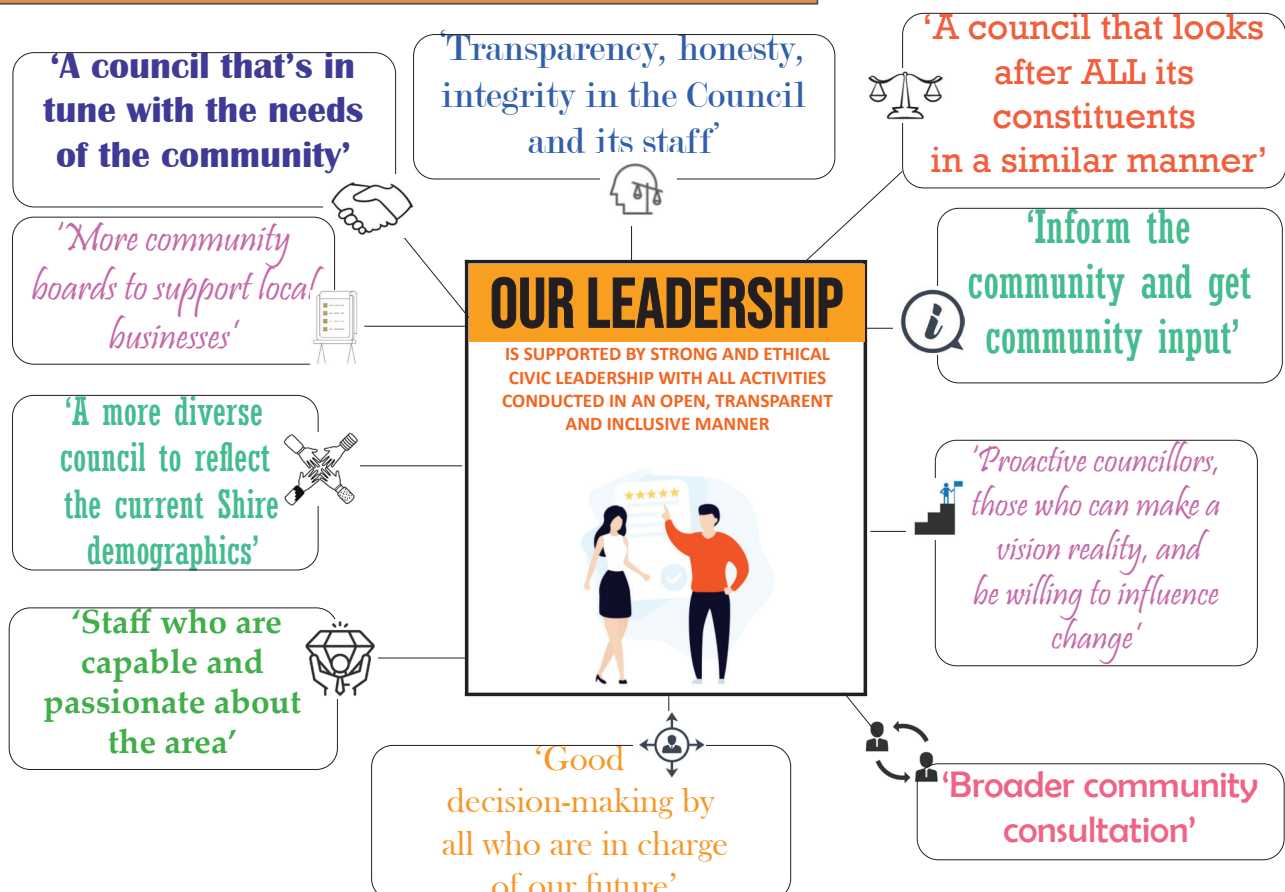 ‘A council that’s in
tune with the needs
of the community’
‘Transparency, honesty,
integrity in the Council
and its staff’
‘A council that looks
after ALL its
constituents
in a similar manner’
‘More community
boards to support local
businesses’
OUR LEADERSHIP
IS SUPPORTED BY STRONG AND ETHICAL
CIVIC LEADERSHIP WITH ALL ACTIVITIES
CONDUCTED IN AN OPEN, TRANSPARENT
AND INCLUSIVE MANNER
‘Inform the
community and get
community input’
‘A more diverse
council to reflect
the current Shire
demographics’
‘Proactive councillors,
those who can make a
vision reality, and
be willing to influence
change’
‘Staff who are
capable and
passionate about
the area’
‘Good
decision-making by
all who are in charge
of our future’
‘Broader community
consultation’